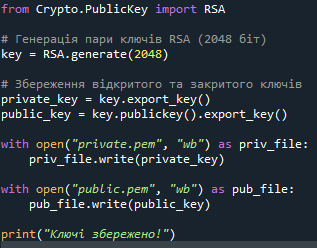 from Crypto.PublicKey import RSA
# Генерація пари ключів RSA (2048 біт)
key = RSA.generate(2048)
# Збереження відкритого та закритого ключів
private_key = key.export_key()
public_key = key.publickey().export_key()
with open("private.pem", "wb") as priv_file:
    priv_file.write(private_key)
with open("public.pem", "wb") as pub_file:
    pub_file.write(public_key)
print("Ключі збережено!")